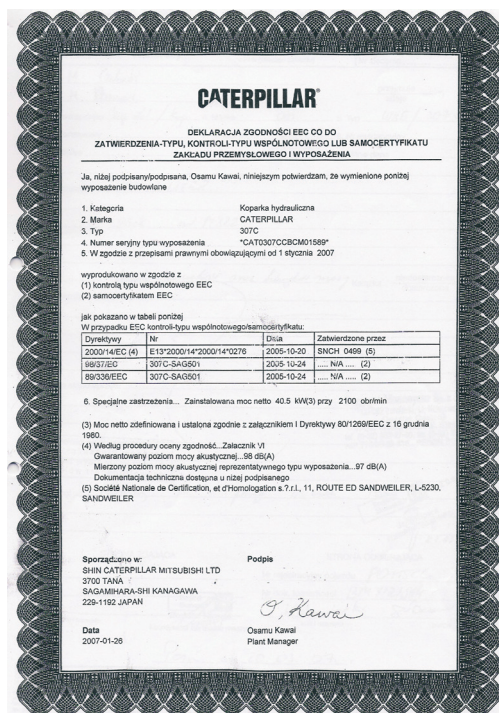 CATERPILLAR®
DEKLARACJA ZGODNOŚCI EEC CO DO
ZATWIERDZENIA-TYPU, KONTROLI-TYPU WSPÓLNOTOWEGO LUB SAMOCERTYFIKATU
ZAKŁADU PRZEMYSŁOWEGO I WYPOSAŻENIA
Ja, niżej podpisany/podpisana, Osamu Kawai, niniejszym potwierdzam, że wymienione poniżej
wyposażenie budowlane
1. Kategoria Koparka hydrauliczna
2. Marka CATERPILLAR
3. Typ 307C
4. Numer seryjny typu wyposażenia *CAT0307CCBCM01589*
5. W zgodzie z przepisami prawnymi obowiązującymi od 1 stycznia 2007
wyprodukowano w zgodzie z
(1) kontrolą typu wspólnotowego EEC
(2) samocertyfikatem EEC
jak pokazano w tabeli poniżej
W przypadku EEC kontroli-typu wspólnotowego/samocertyfikatu:
Dyrektywy Nr Data Zatwierdzone przez
2000/14/EC (4) E13*2000/14*2000/14*0276 2005-10-20 SNCH 0499 (5)
98/37/EC 307C-SAG501 2005-10-24 ..... N/A ..... (2)
89/336/EEC 307C-SAG501 2005-10-24 ..... N/A ..... (2)
6. Specjalne zastrzeżenia... Zainstalowana moc netto 40.5 kW(3) przy 2100 obr/min
(3) Moc netto zdefiniowana i ustalona zgodnie z załącznikiem I Dyrektywy 80/1269/EEC z 16 grudnia
1980.
(4) Według procedury oceny zgodność...Załacznik VI
Gwarantowany poziom mocy akustycznej...98 dB(A)
Mierzony poziom mocy akustycznej reprezentatywnego typu wyposażenia...97 dB(A)
Dokumentacja techniczna dostępna u niżej podpisanego
(5) Société Nationale de Certification, et d'Homologation s.?.r.l., 11, ROUTE ED SANDWEILER, L-5230,
SANDWEILER
Sporządzono w: Podpis
SHIN CATERPILLAR MITSUBISHI LTD
3700 TANA
SAGAMIHARA-SHI KANAGAWA
229-1192 JAPAN
O. Kawai
Data Osamu Kawai
2007-01-26 Plant Manager